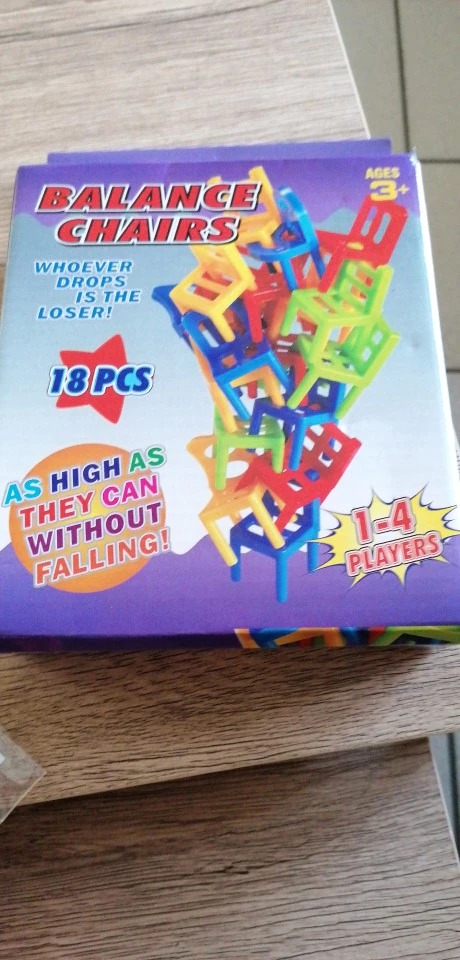 BALANCE
CHAIRS
AGES
3+
WHOEVER
DROPS
IS THE
LOSER!
18 PCS
AS HIGH AS
THEY CAN
WITHOUT
FALLING!
1-4
PLAYERS